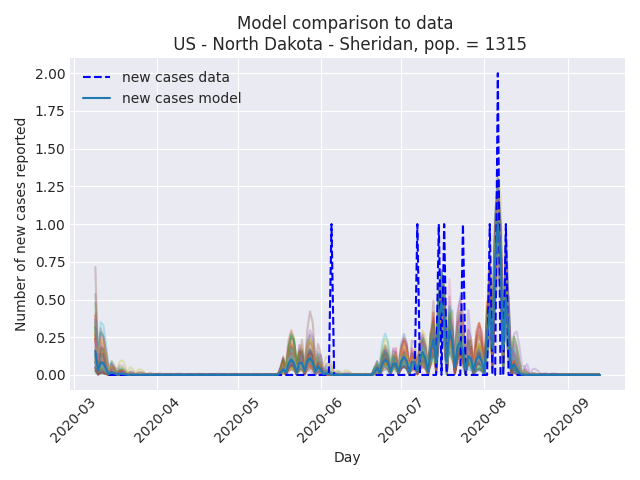 Model comparison to data
US - North Dakota - Sheridan, pop. = 1315
new cases data
new cases model
Number of new cases reported
2.00
1.75
1.50
1.25
1.00
0.75
0.50
0.25
0.00
2020-03
2020-04
2020-05
2020-06
2020-07
2020-08
2020-09
Day